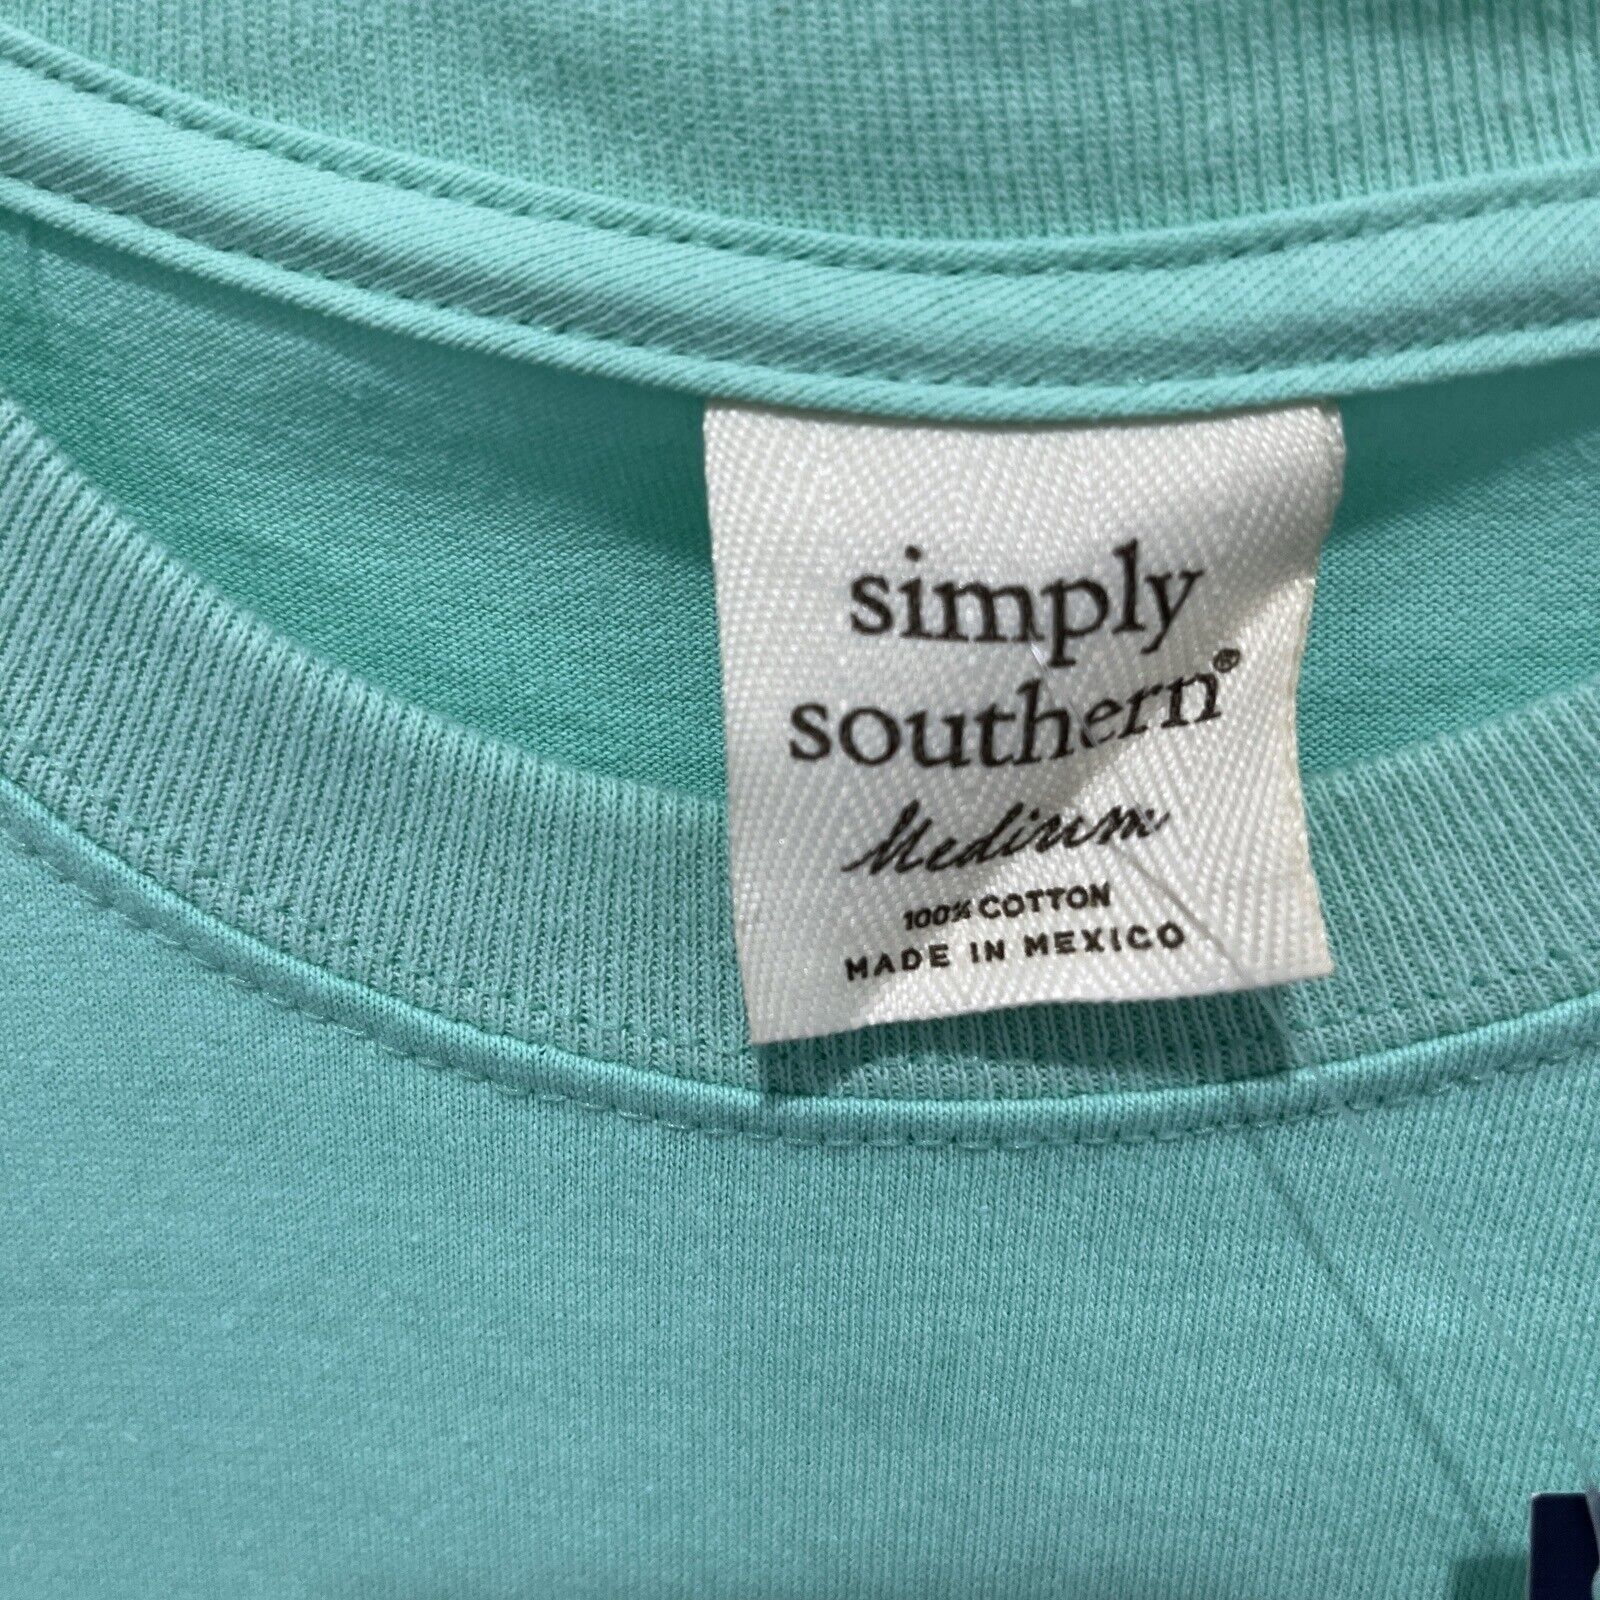 simply
southern®
Medium
100% COTTON
MADE IN MEXICO